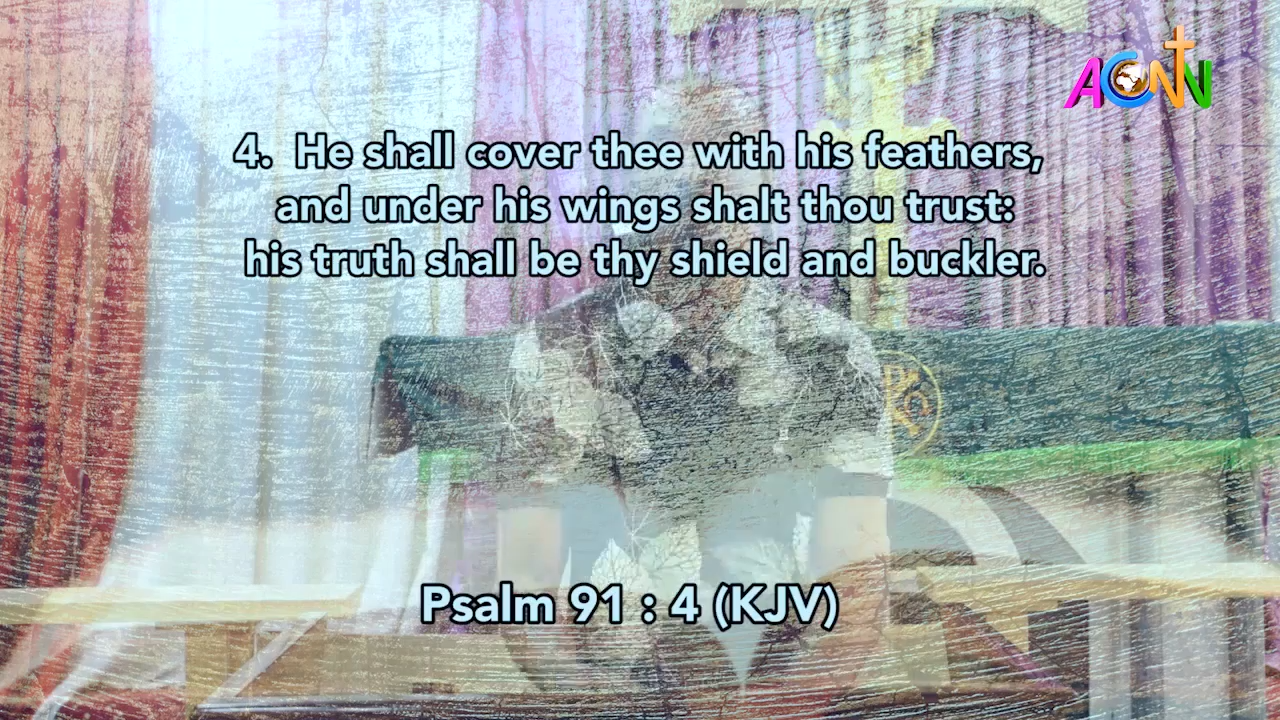 ACNN
4. He shall cover thee with his feathers,
and under his wings shalt thou trust:
his truth shall be thy shield and buckler.
Psalm 91 : 4 (KJV)